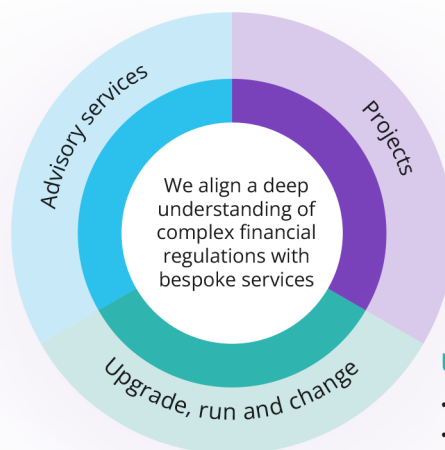 Advisory services
Projects
We align a deep
understanding of
complex financial
regulations with
bespoke services
Upgrade, run and change